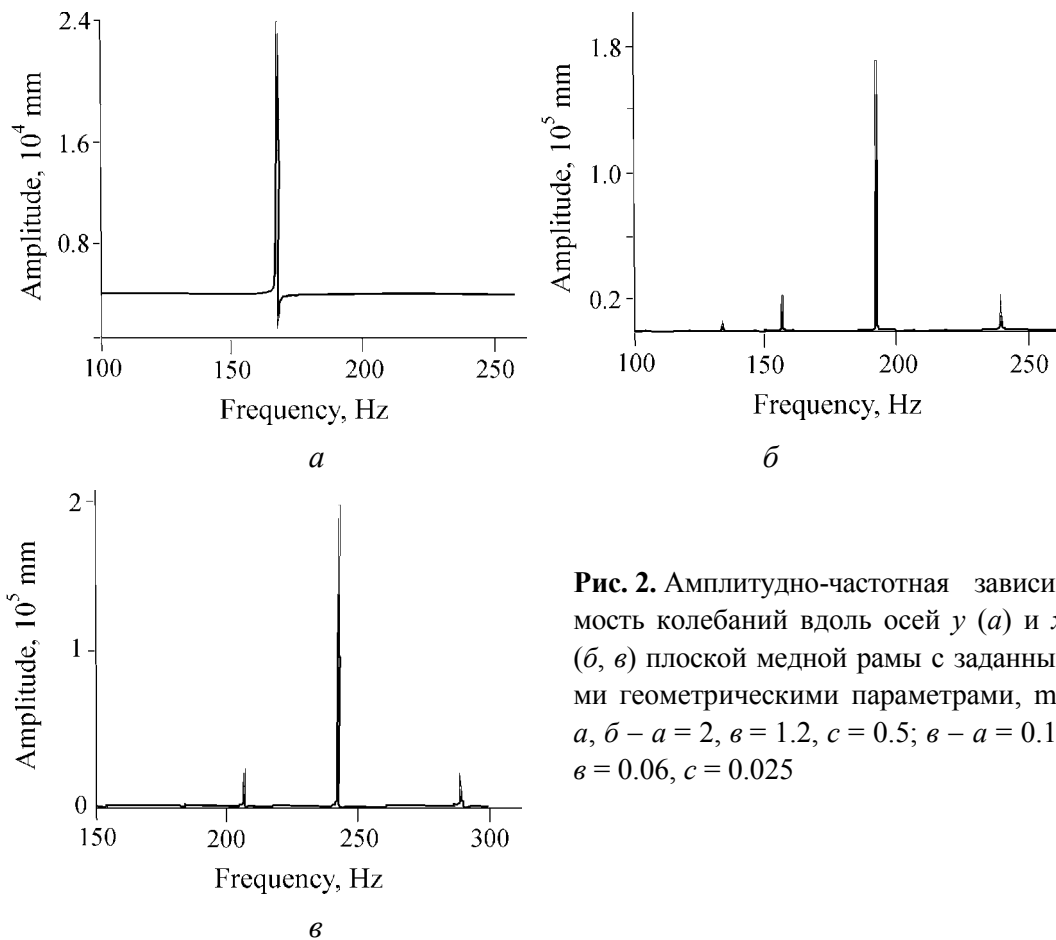 2.4
1.6
0.8
Amplitude, 10⁴ mm
100 150 200 250
Frequency, Hz
а
1.8
1.0
0.2
Amplitude, 10⁵ mm
100 150 200 250
Frequency, Hz
б
2
1
0
Amplitude, 10⁵ mm
150 200 250 300
Frequency, Hz
в
Рис. 2. Амплитудно-частотная зависи
мость колебаний вдоль осей y (а) и x
(б, в) плоской медной рамы с заданны
ми геометрическими параметрами, m
а, б – а = 2, в = 1.2, с = 0.5; в – а = 0.1
в = 0.06, с = 0.025